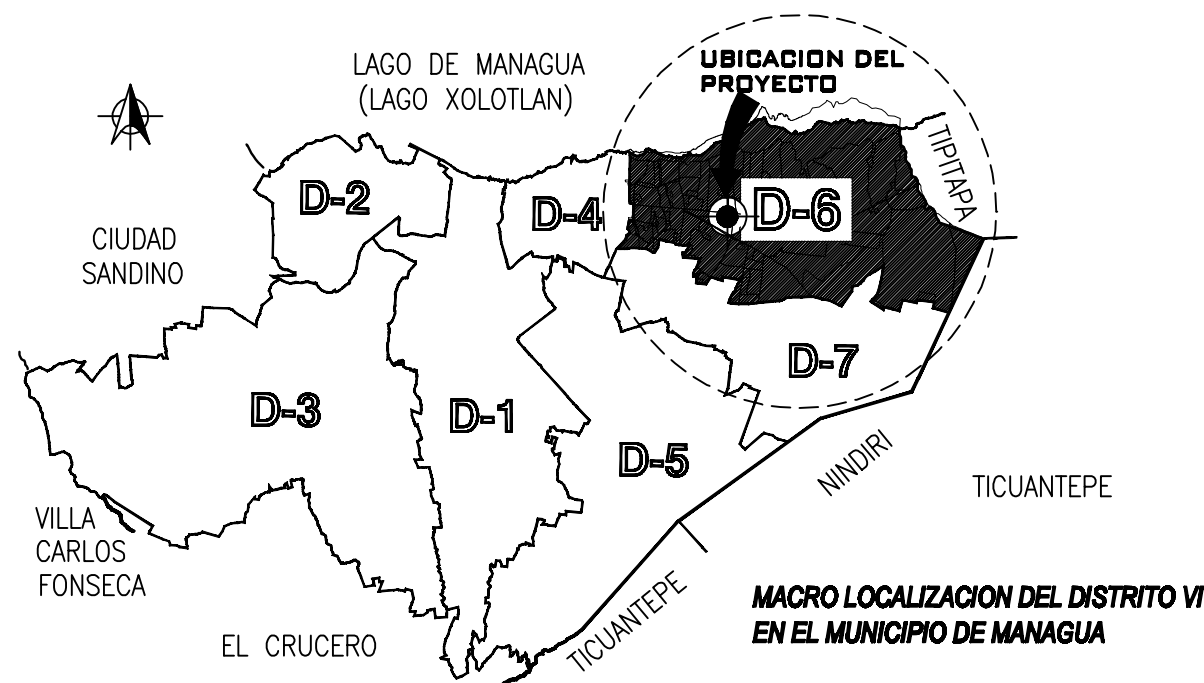 LAGO DE MANAGUA
(LAGO XOLOTLAN)
UBICACION DEL
PROYECTO
TIPITAPA
D-2
D-4
D-6
CIUDAD
SANDINO
D-7
D-3
D-1
D-5
NINDIRI
TICUANTEPE
VILLA
CARLOS
FONSECA
TICUANTEPE
EL CRUCERO
MACRO LOCALIZACION DEL DISTRITO VI
EN EL MUNICIPIO DE MANAGUA